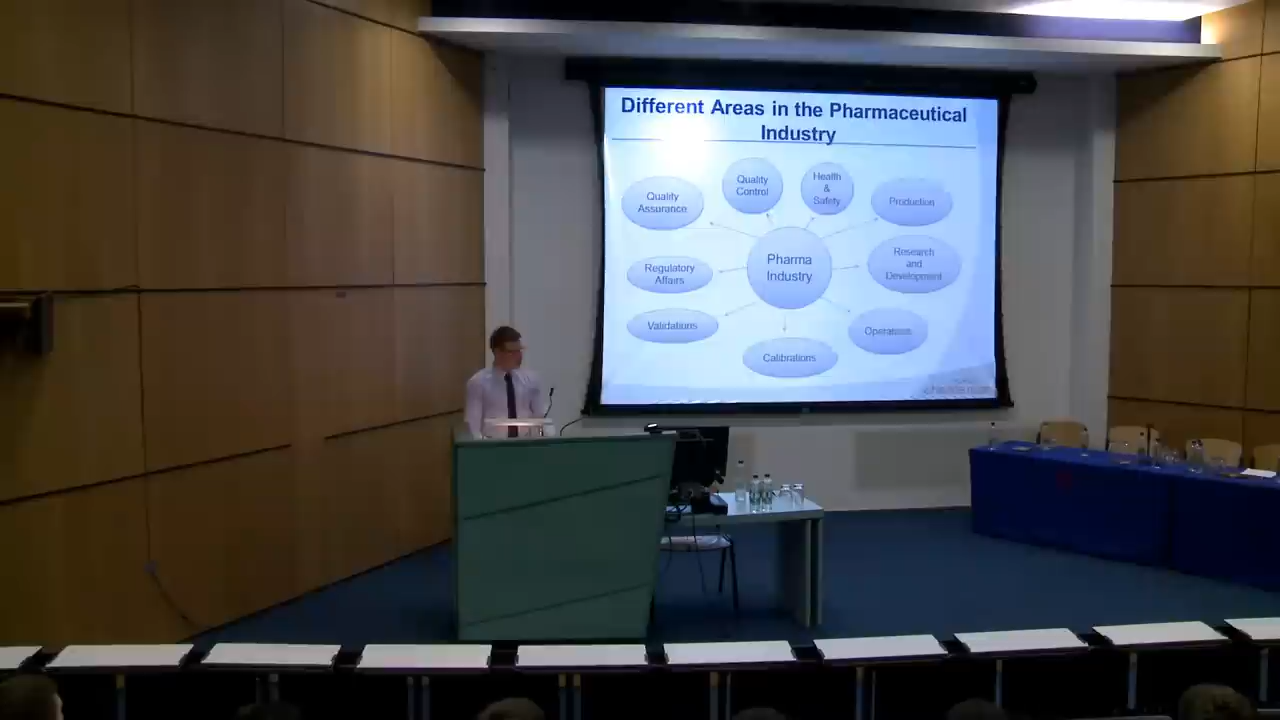 Different Areas in the Pharmaceutical
Industry
Quality
Assurance
Quality
Control
Health
&
Safety
Production
Pharma
Industry
Regulatory
Affairs
Research
and
Development
Validations
Operations
Calibrations